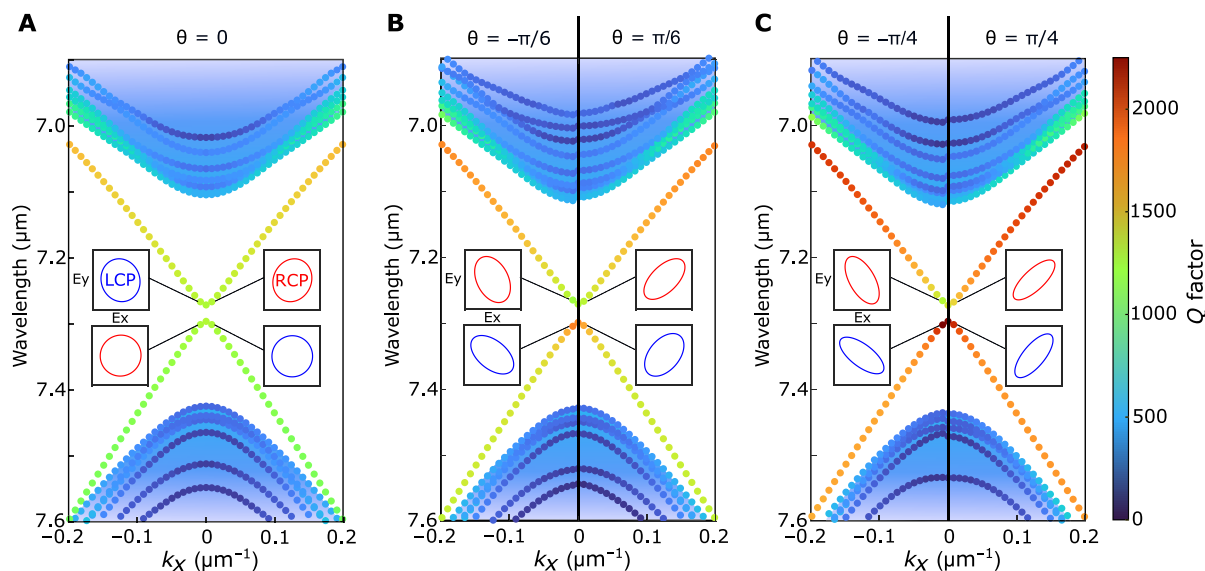 A
θ = 0
B
θ = −π/6
θ = π/6
C
θ = −π/4
θ = π/4
Wavelength (μm)
7.0
7.2
7.4
7.6
−0.2
−0.1
0
0.1
0.2
kX (μm⁻¹)
Ey
LCP
RCP
Ex
Wavelength (μm)
7.0
7.2
7.4
7.6
−0.2
−0.1
0
0.1
0.2
kX (μm⁻¹)
Ey
Ex
Wavelength (μm)
7.0
7.2
7.4
7.6
−0.2
−0.1
0
0.1
0.2
kX (μm⁻¹)
Ey
Ex
2000
1500
1000
500
0
Q factor